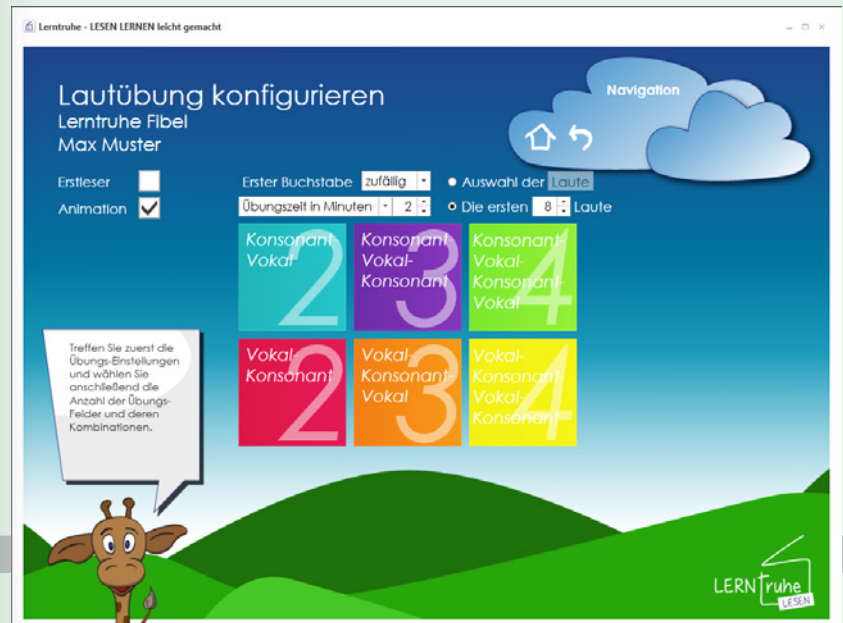 Lerntruhe - LESEN LERNEN leicht gemacht
Lautübung konfigurieren
Lerntruhe Fibel
Max Muster
Navigation
Erstleser
Animation
Erster Buchstabe zufällig
Auswahl der Laute
Übungszeit in Minuten 2
Die ersten 8 Laute
Konsonant-
Vokal
2
Konsonant-
Vokal-
Konsonant
3
Konsonant-
Vokal-
Konsonant-
Vokal
4
Vokal-
Konsonant
2
Vokal-
Konsonant-
Vokal
3
Vokal-
Konsonant-
Vokal-
Konsonant
4
Treffen Sie zuerst die
Übungs-Einstellungen
und wählen Sie
anschließend die
Anzahl der Übungs-
Felder und deren
Kombinationen.
LERNTruhe
LESEN